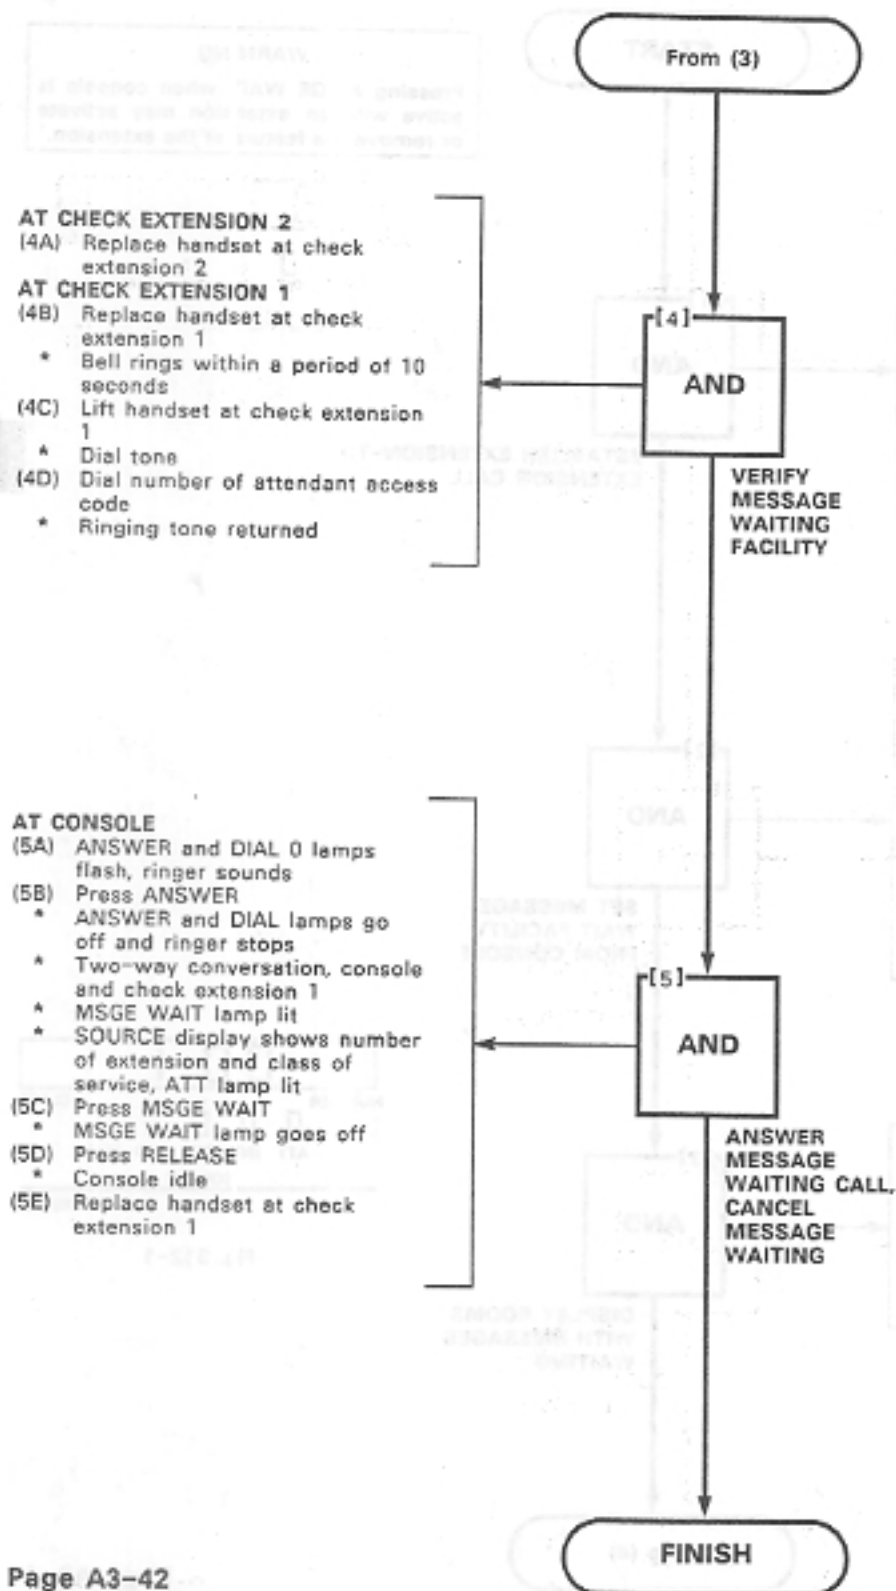 From (3)
AT CHECK EXTENSION 2
(4A) Replace handset at check
extension 2
AT CHECK EXTENSION 1
(4B) Replace handset at check
extension 1
* Bell rings within a period of 10
seconds
(4C) Lift handset at check extension
1
* Dial tone
(4D) Dial number of attendant access
code
* Ringing tone returned
[4]
AND
VERIFY
MESSAGE
WAITING
FACILITY
AT CONSOLE
(5A) ANSWER and DIAL 0 lamps
flash, ringer sounds
(5B) Press ANSWER
* ANSWER and DIAL lamps go
off and ringer stops
* Two-way conversation, console
and check extension 1
* MSGE WAIT lamp lit
* SOURCE display shows number
of extension and class of
service, ATT lamp lit
(5C) Press MSGE WAIT
* MSGE WAIT lamp goes off
(5D) Press RELEASE
* Console idle
(5E) Replace handset at check
extension 1
[5]
AND
ANSWER
MESSAGE
WAITING CALL,
CANCEL
MESSAGE
WAITING
FINISH
Page A3-42